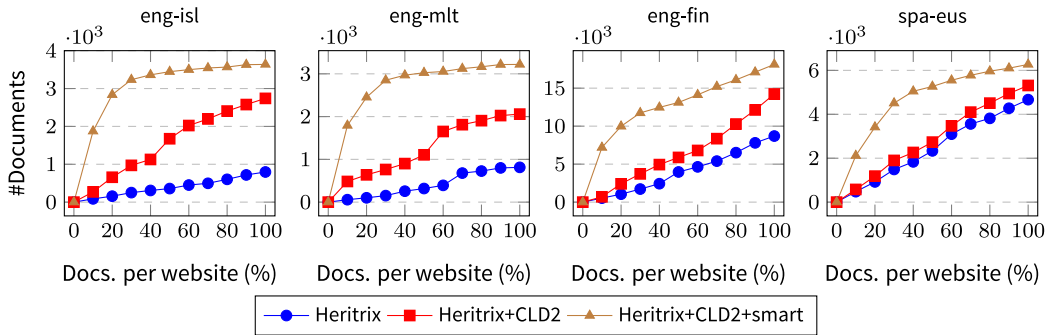 eng-isl eng-mlt eng-fin spa-eus
·10³ ·10³ ·10³ ·10³
#Documents
4
3
2
1
0
3
2
1
0
15
10
5
0
6
4
2
0
0 20 40 60 80 100 0 20 40 60 80 100 0 20 40 60 80 100 0 20 40 60 80 100
Docs. per website (%) Docs. per website (%) Docs. per website (%) Docs. per website (%)
Heritrix Heritrix+CLD2 Heritrix+CLD2+smart